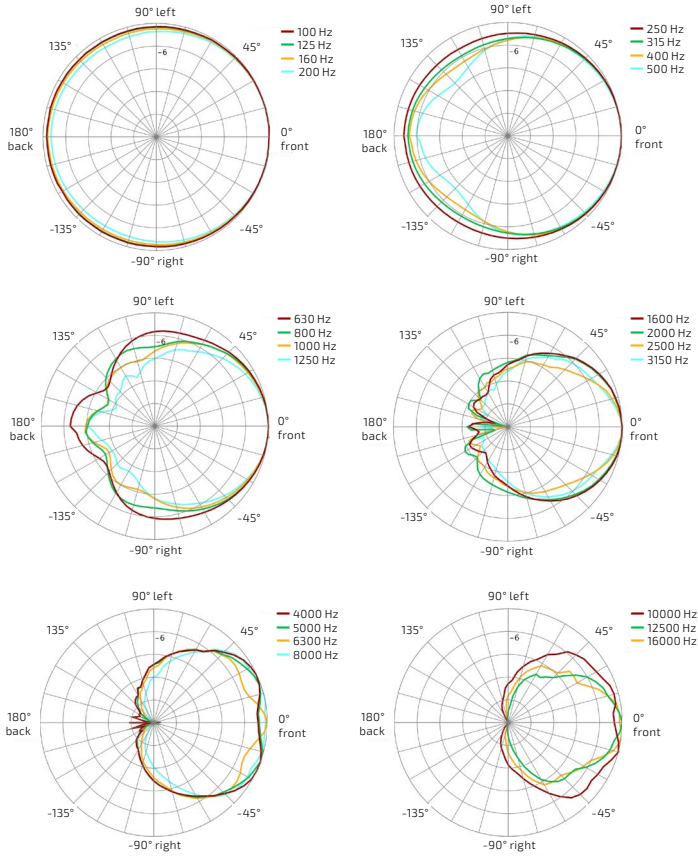 90° left
135°
45°
-6
180°
back
0°
front
-135°
-45°
-90° right
100 Hz
125 Hz
160 Hz
200 Hz
90° left
135°
45°
-6
180°
back
0°
front
-135°
-45°
-90° right
250 Hz
315 Hz
400 Hz
500 Hz
90° left
135°
45°
-6
180°
back
0°
front
-135°
-45°
-90° right
630 Hz
800 Hz
1000 Hz
1250 Hz
90° left
135°
45°
-6
180°
back
0°
front
-135°
-45°
-90° right
1600 Hz
2000 Hz
2500 Hz
3150 Hz
90° left
135°
45°
-6
180°
back
0°
front
-135°
-45°
-90° right
4000 Hz
5000 Hz
6300 Hz
8000 Hz
90° left
135°
45°
-6
180°
back
0°
front
-135°
-45°
-90° right
10000 Hz
12500 Hz
16000 Hz